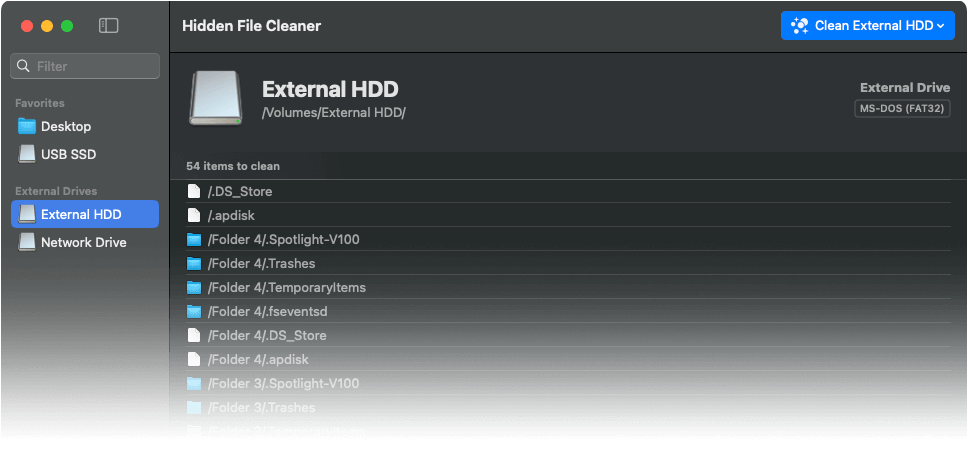 Hidden File Cleaner
Clean External HDD
Filter
Favorites
Desktop
USB SSD
External Drives
External HDD
Network Drive
External HDD
/Volumes/External HDD/
External Drive
MS-DOS (FAT32)
54 items to clean
/.DS_Store
/.apdisk
/Folder 4/.Spotlight-V100
/Folder 4/.Trashes
/Folder 4/.TemporaryItems
/Folder 4/.fseventsd
/Folder 4/.DS_Store
/Folder 4/.apdisk
/Folder 3/.Spotlight-V100
/Folder 3/.Trashes